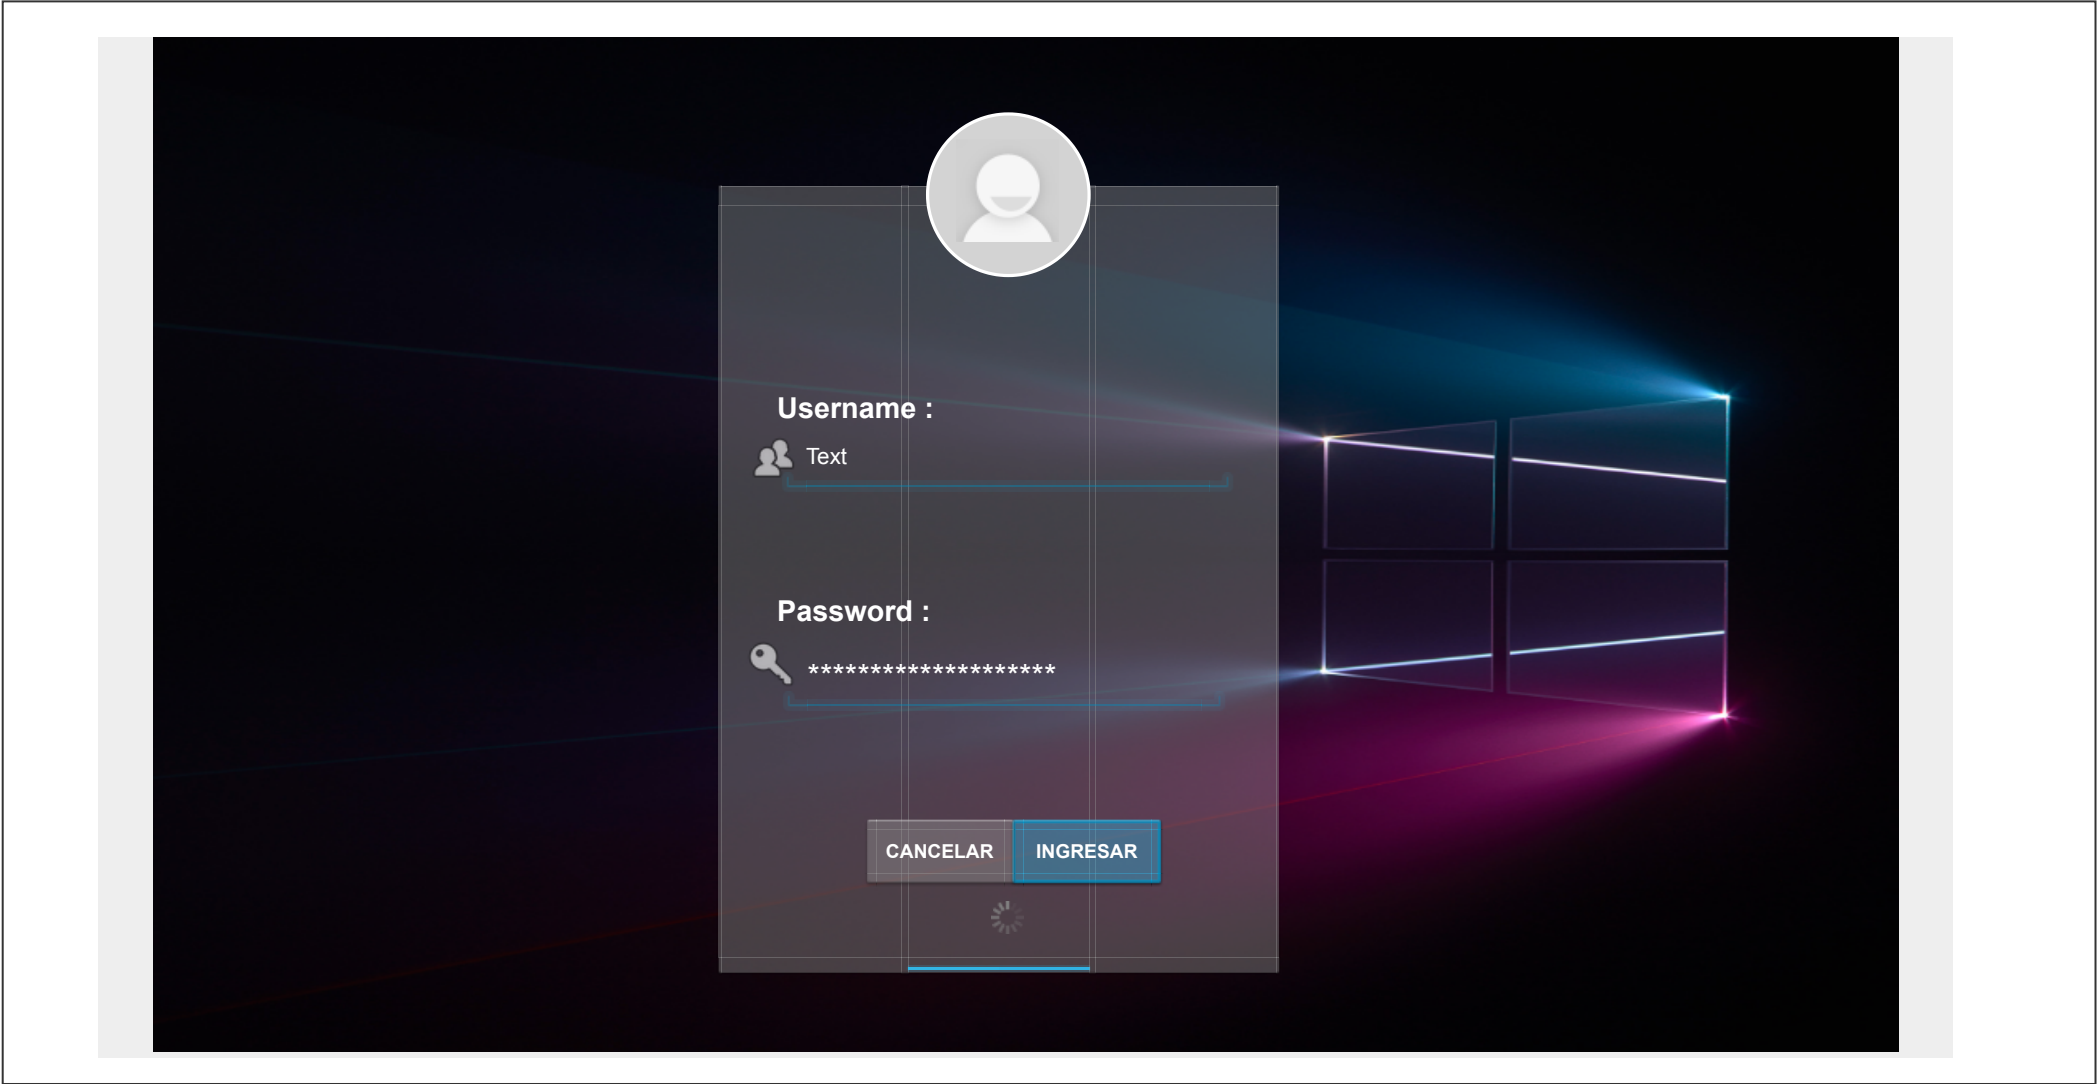 Username :
Text
Password :
********************
CANCELAR
INGRESAR